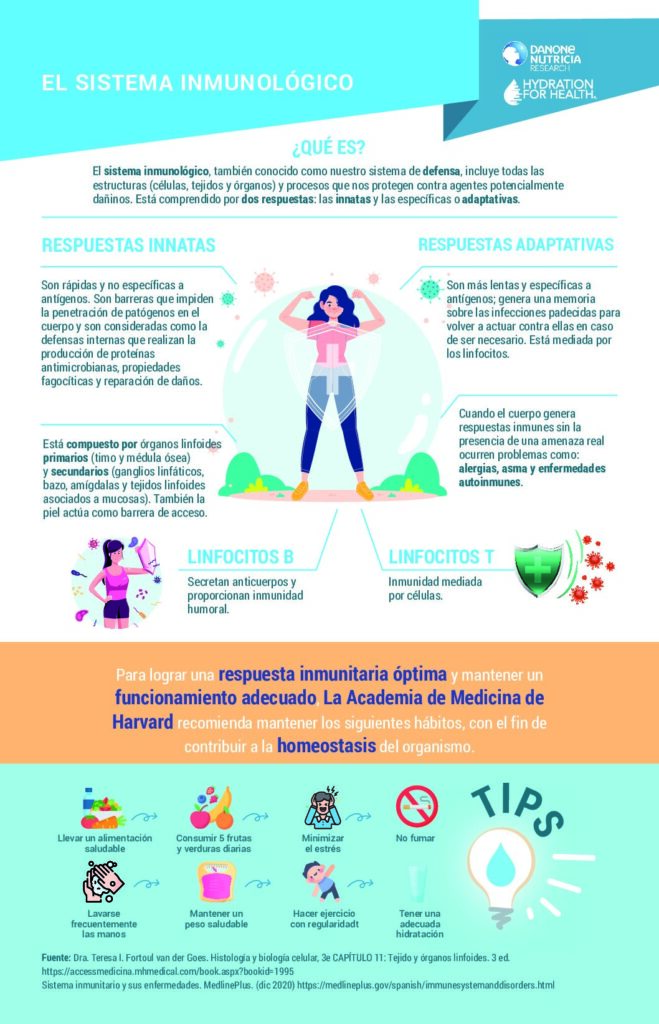 EL SISTEMA INMUNOLÓGICO
DANONE
NUTRICIA
RESEARCH
HYDRATION
FOR HEALTH
¿QUÉ ES?
El sistema inmunológico, también conocido como nuestro sistema de defensa, incluye todas las
estructuras (células, tejidos y órganos) y procesos que nos protegen contra agentes potencialmente
dañinos. Está comprendido por dos respuestas: las innatas y las específicas o adaptativas.
RESPUESTAS INNATAS
Son rápidas y no específicas a
antígenos. Son barreras que impiden
la penetración de patógenos en el
cuerpo y son consideradas como la
defensas internas que realizan la
producción de proteínas
antimicrobianas, propiedades
fagocíticas y reparación de daños.
Está compuesto por órganos linfoides
primarios (timo y médula ósea)
y secundarios (ganglios linfáticos,
bazo, amígdalas y tejidos linfoides
asociados a mucosas). También la
piel actúa como barrera de acceso.
RESPUESTAS ADAPTATIVAS
Son más lentas y específicas a
antígenos; genera una memoria
sobre las infecciones padecidas para
volver a actuar contra ellas en caso
de ser necesario. Está mediada por
los linfocitos.
Cuando el cuerpo genera
respuestas inmunes sin la
presencia de una amenaza real
ocurren problemas como:
alergias, asma y enfermedades
autoinmunes.
LINFOCITOS B
Secretan anticuerpos y
proporcionan inmunidad
humoral.
LINFOCITOS T
Inmunidad mediada
por células.
Para lograr una respuesta inmunitaria óptima y mantener un
funcionamiento adecuado, La Academia de Medicina de
Harvard recomienda mantener los siguientes hábitos, con el fin de
contribuir a la homeostasis del organismo.
TIPS
Llevar un alimentación
saludable
Consumir 5 frutas
y verduras diarias
Minimizar
el estrés
No fumar
Lavarse
frecuentemente
las manos
Mantener un
peso saludable
Hacer ejercicio
con regularidadt
Tener una
adecuada
hidratación
Fuente: Dra. Teresa I. Fortoul van der Goes. Histología y biología celular, 3e CAPÍTULO 11: Tejido y órganos linfoides. 3 ed.
https://accessmedicina.mhmedical.com/book.aspx?bookid=1995
Sistema inmunitario y sus enfermedades. MedlinePlus. (dic 2020) https://medlineplus.gov/spanish/immunesystemanddisorders.html